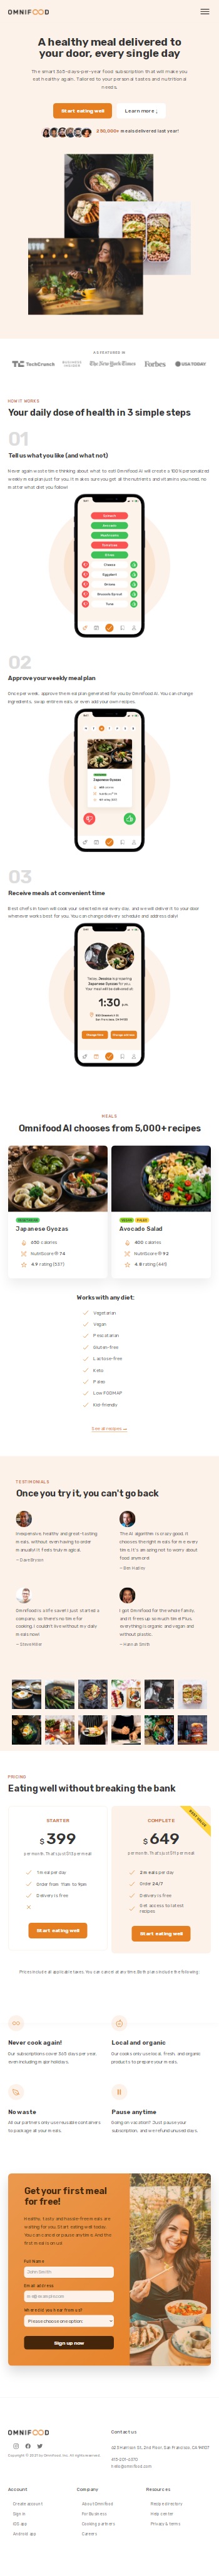 OMNIFOOD
A healthy meal delivered to
your door, every single day
The smart 365-days-per-year food subscription that will make you
eat healthy again. Tailored to your personal tastes and nutritional
needs.
Start eating well
Learn more ↓
250,000+ meals delivered last year!
AS FEATURED IN
TechCrunch
BUSINESS
INSIDER
The New York Times
Forbes
USA TODAY
HOW IT WORKS
Your daily dose of health in 3 simple steps
01
Tell us what you like (and what not)
Never again waste time thinking about what to eat! Omnifood AI will create a 100% personalized
weekly meal plan just for you. It makes sure you get all the nutrients and vitamins you need, no
matter what diet you follow!
02
Approve your weekly meal plan
Once per week, approve the meal plan generated for you by Omnifood AI. You can change
ingredients, swap entire meals, or even add your own recipes.
Japanese Gyozas
03
Receive meals at convenient time
Best chefs in town will cook your selected meal every day, and we will deliver it to your door
whenever works best for you. You can change delivery schedule and address daily!
1:30
MEALS
Omnifood AI chooses from 5,000+ recipes
VEGETARIAN
Japanese Gyozas
650 calories
NutriScore ® 74
4.9 rating (537)
VEGAN PALEO
Avocado Salad
400 calories
NutriScore ® 92
4.8 rating (441)
Works with any diet:
Vegetarian
Vegan
Pescatarian
Gluten-free
Lactose-free
Keto
Paleo
Low FODMAP
Kid-friendly
See all recipes →
TESTIMONIALS
Once you try it, you can't go back
Inexpensive, healthy and great-tasting
meals, without even having to order
manually! It feels truly magical.
— Dave Bryson
The AI algorithm is crazy good, it
chooses the right meals for me every
time. It's amazing not to worry about
food anymore!
— Ben Hadley
Omnifood is a life saver! I just started a
company, so there's no time for
cooking. I couldn't live without my daily
meals now!
— Steve Miller
I got Omnifood for the whole family,
and it frees up so much time! Plus,
everything is organic and vegan and
without plastic.
— Hannah Smith
PRICING
Eating well without breaking the bank
STARTER
$399
per month. That's just $13 per meal!
1 meal per day
Order from 11am to 9pm
Delivery is free
Start eating well
BEST VALUE
COMPLETE
$649
per month. That's just $11 per meal!
2 meals per day
Order 24/7
Delivery is free
Get access to latest
recipes
Start eating well
Prices include all applicable taxes. You can cancel at any time. Both plans include the following:
Never cook again!
Our subscriptions cover 365 days per year,
even including major holidays.
Local and organic
Our cooks only use local, fresh, and organic
products to prepare your meals.
No waste
All our partners only use reusable containers
to package all your meals.
Pause anytime
Going on vacation? Just pause your
subscription, and we refund unused days.
Get your first meal
for free!
Healthy, tasty and hassle-free meals are
waiting for you. Start eating well today.
You can cancel or pause anytime. And the
first meal is on us!
Full Name
John Smith
Email address
me@example.com
Where did you hear from us?
Please choose one option:
Sign up now
OMNIFOOD
Contact us
623 Harrison St., 2nd Floor, San Francisco, CA 94107
415-201-6370
hello@omnifood.com
Account
Create account
Sign in
iOS app
Android app
Company
About Omnifood
For Business
Cooking partners
Careers
Resources
Recipe directory
Help center
Privacy & terms